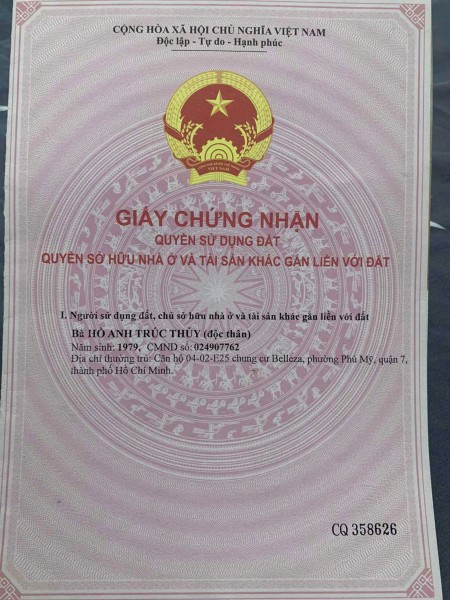 CỘNG HÒA XÃ HỘI CHỦ NGHĨA VIỆT NAM
Độc lập - Tự do - Hạnh phúc
GIẤY CHỨNG NHẬN
QUYỀN SỬ DỤNG ĐẤT
QUYỀN SỞ HỮU NHÀ Ở VÀ TÀI SẢN KHÁC GẮN LIỀN VỚI ĐẤT
I. Người sử dụng đất, chủ sở hữu nhà ở và tài sản khác gắn liền với đất
Bà HỒ ANH TRÚC THÙY (độc thân)
Năm sinh: 1979, CMND số: 024907762
Địa chỉ thường trú: Căn hộ 04-02-E25 chung cư Belleza, phường Phú Mỹ, quận 7,
thành phố Hồ Chí Minh.
CQ 358626